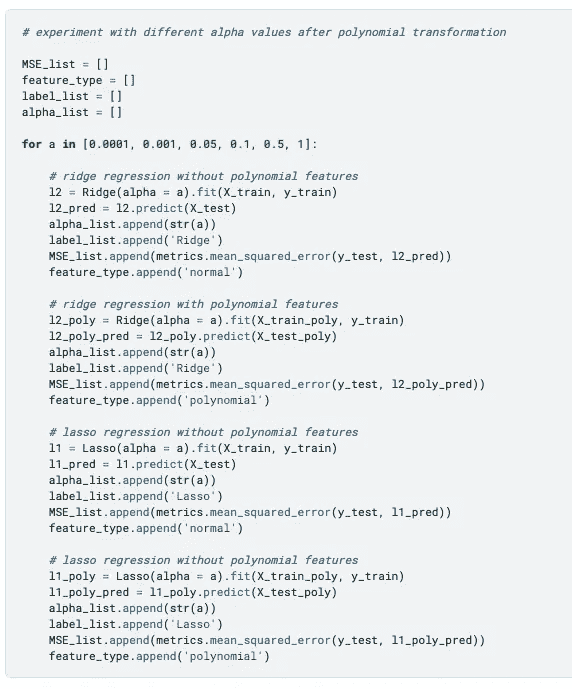 # experiment with different alpha values after polynomial transformation
MSE_list = []
feature_type = []
label_list = []
alpha_list = []
for a in [0.0001, 0.001, 0.05, 0.1, 0.5, 1]:
# ridge regression without polynomial features
l2 = Ridge(alpha = a).fit(X_train, y_train)
l2_pred = l2.predict(X_test)
alpha_list.append(str(a))
label_list.append('Ridge')
MSE_list.append(metrics.mean_squared_error(y_test, l2_pred))
feature_type.append('normal')
# ridge regression with polynomial features
l2_poly = Ridge(alpha = a).fit(X_train_poly, y_train)
l2_poly_pred = l2_poly.predict(X_test_poly)
alpha_list.append(str(a))
label_list.append('Ridge')
MSE_list.append(metrics.mean_squared_error(y_test, l2_poly_pred))
feature_type.append('polynomial')
# lasso regression without polynomial features
l1 = Lasso(alpha = a).fit(X_train, y_train)
l1_pred = l1.predict(X_test)
alpha_list.append(str(a))
label_list.append('Lasso')
MSE_list.append(metrics.mean_squared_error(y_test, l1_pred))
feature_type.append('normal')
# lasso regression without polynomial features
l1_poly = Lasso(alpha = a).fit(X_train_poly, y_train)
l1_poly_pred = l1_poly.predict(X_test_poly)
alpha_list.append(str(a))
label_list.append('Lasso')
MSE_list.append(metrics.mean_squared_error(y_test, l1_poly_pred))
feature_type.append('polynomial')